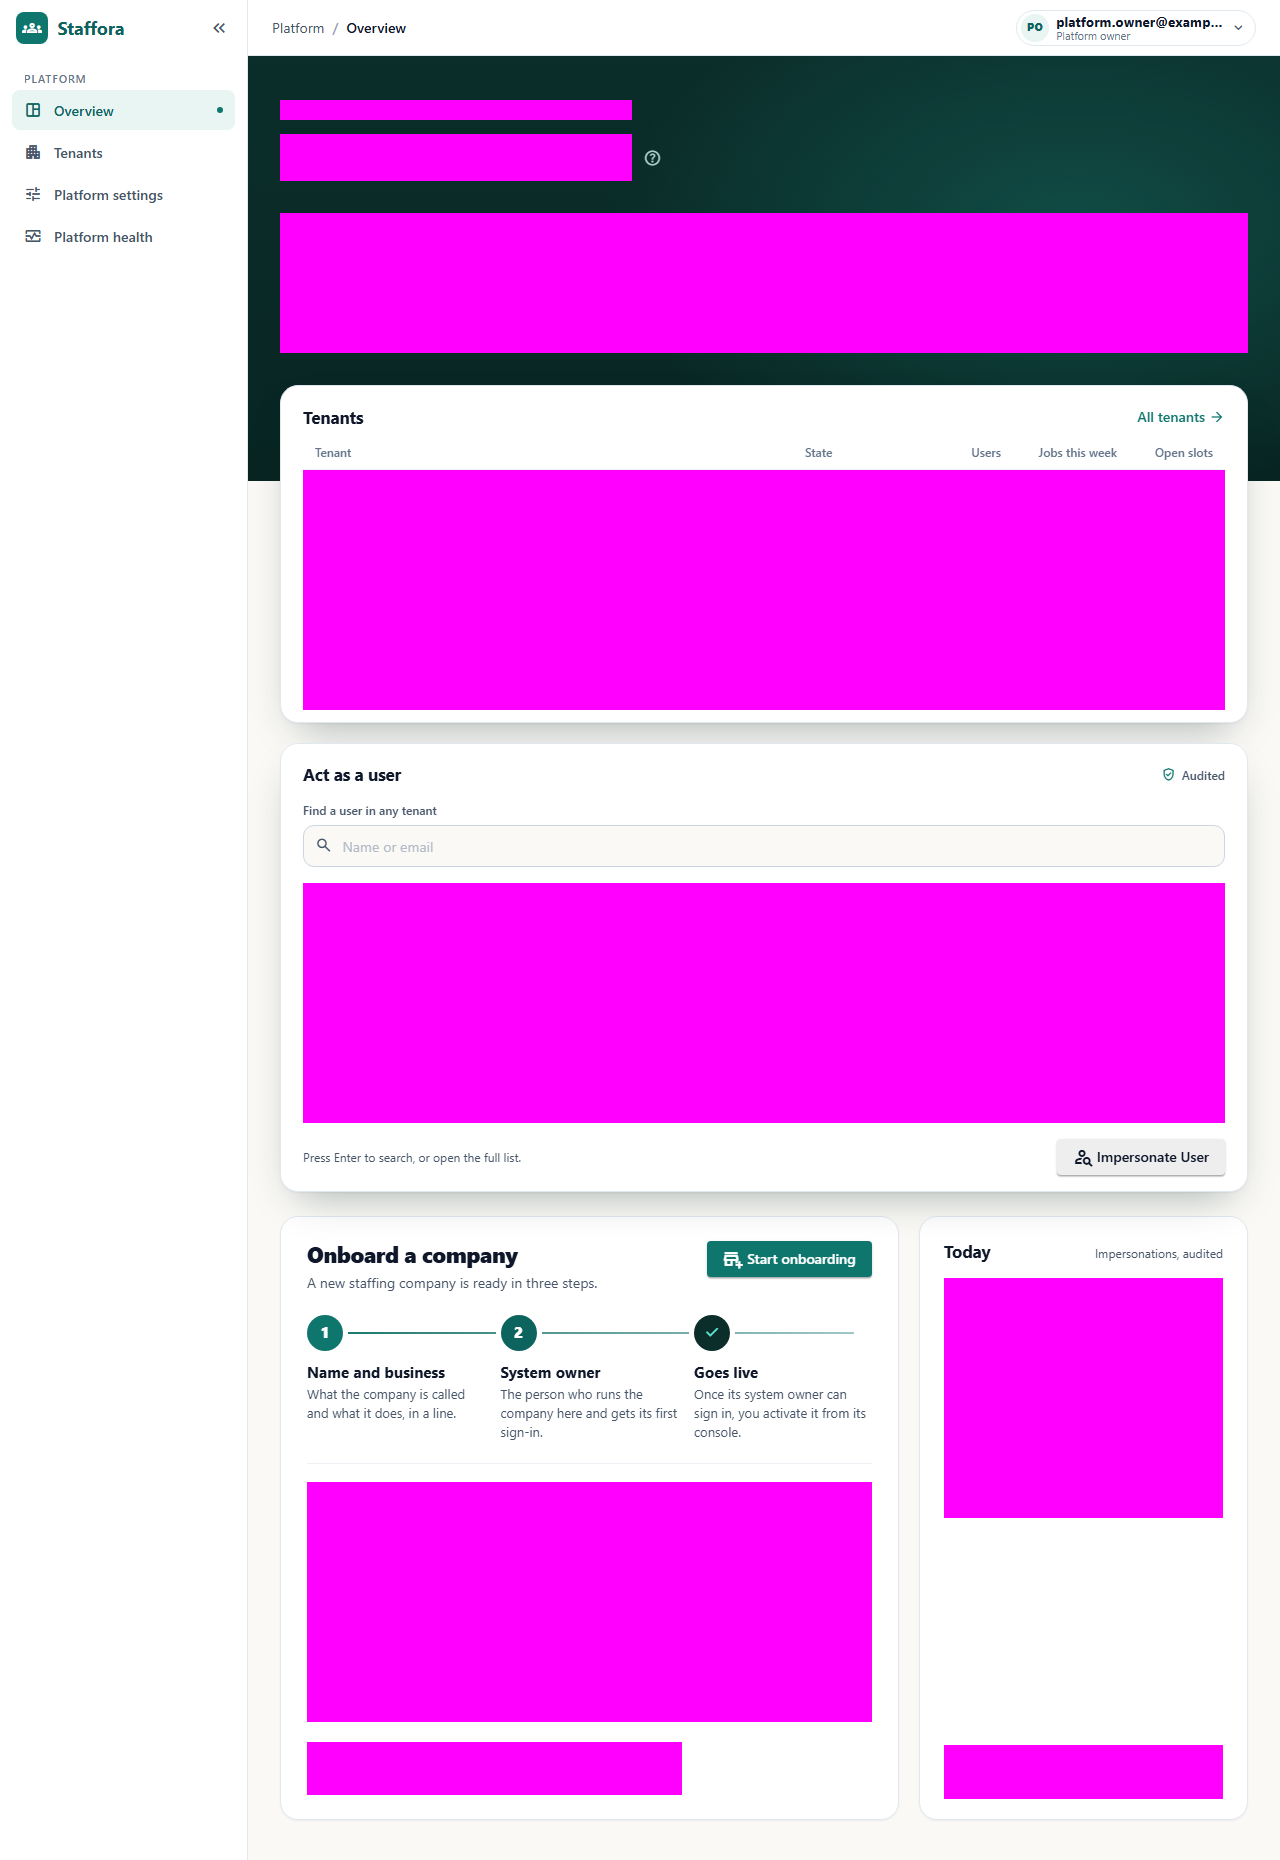 Staffora
Platform / Overview
PO
platform.owner@examp...
Platform owner
PLATFORM
Overview
Tenants
Platform settings
Platform health
Tenants
All tenants
Tenant State Users Jobs this week Open slots
Act as a user
Audited
Find a user in any tenant
Name or email
Press Enter to search, or open the full list.
Impersonate User
Onboard a company
Start onboarding
A new staffing company is ready in three steps.
1
2
Name and business
What the company is called
and what it does, in a line.
System owner
The person who runs the
company here and gets its first
sign-in.
Goes live
Once its system owner can
sign in, you activate it from its
console.
Today
Impersonations, audited